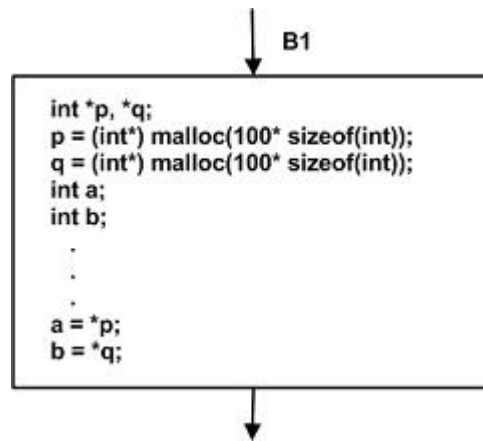 B1
int *p, *q;
p = (int*) malloc(100* sizeof(int));
q = (int*) malloc(100* sizeof(int));
int a;
int b;
.
.
.
a = *p;
b = *q;